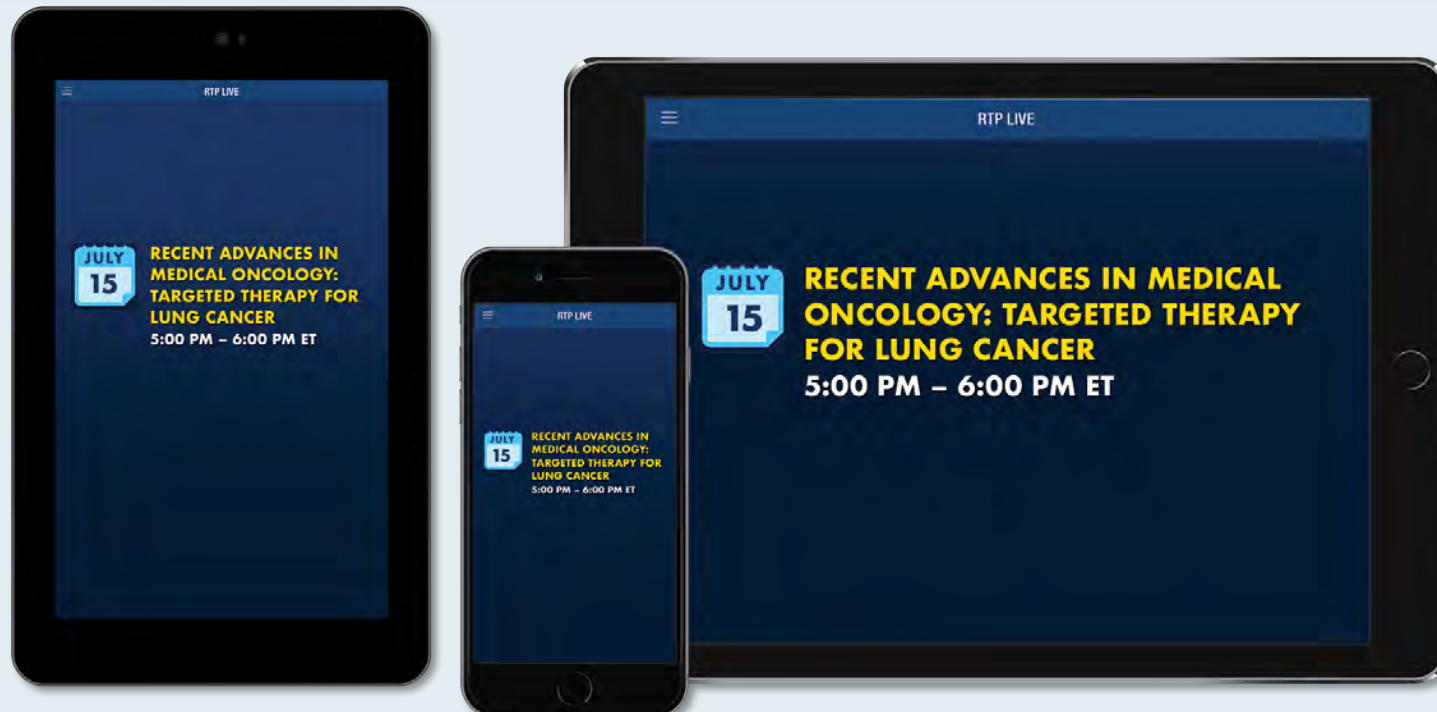 RTP LIVE
JULY
15
RECENT ADVANCES IN
MEDICAL ONCOLOGY:
TARGETED THERAPY FOR
LUNG CANCER
5:00 PM – 6:00 PM ET
RTP LIVE
JULY
15
RECENT ADVANCES IN
MEDICAL ONCOLOGY:
TARGETED THERAPY FOR
LUNG CANCER
5:00 PM – 6:00 PM ET
RTP LIVE
JULY
15
RECENT ADVANCES IN MEDICAL
ONCOLOGY: TARGETED THERAPY
FOR LUNG CANCER
5:00 PM – 6:00 PM ET